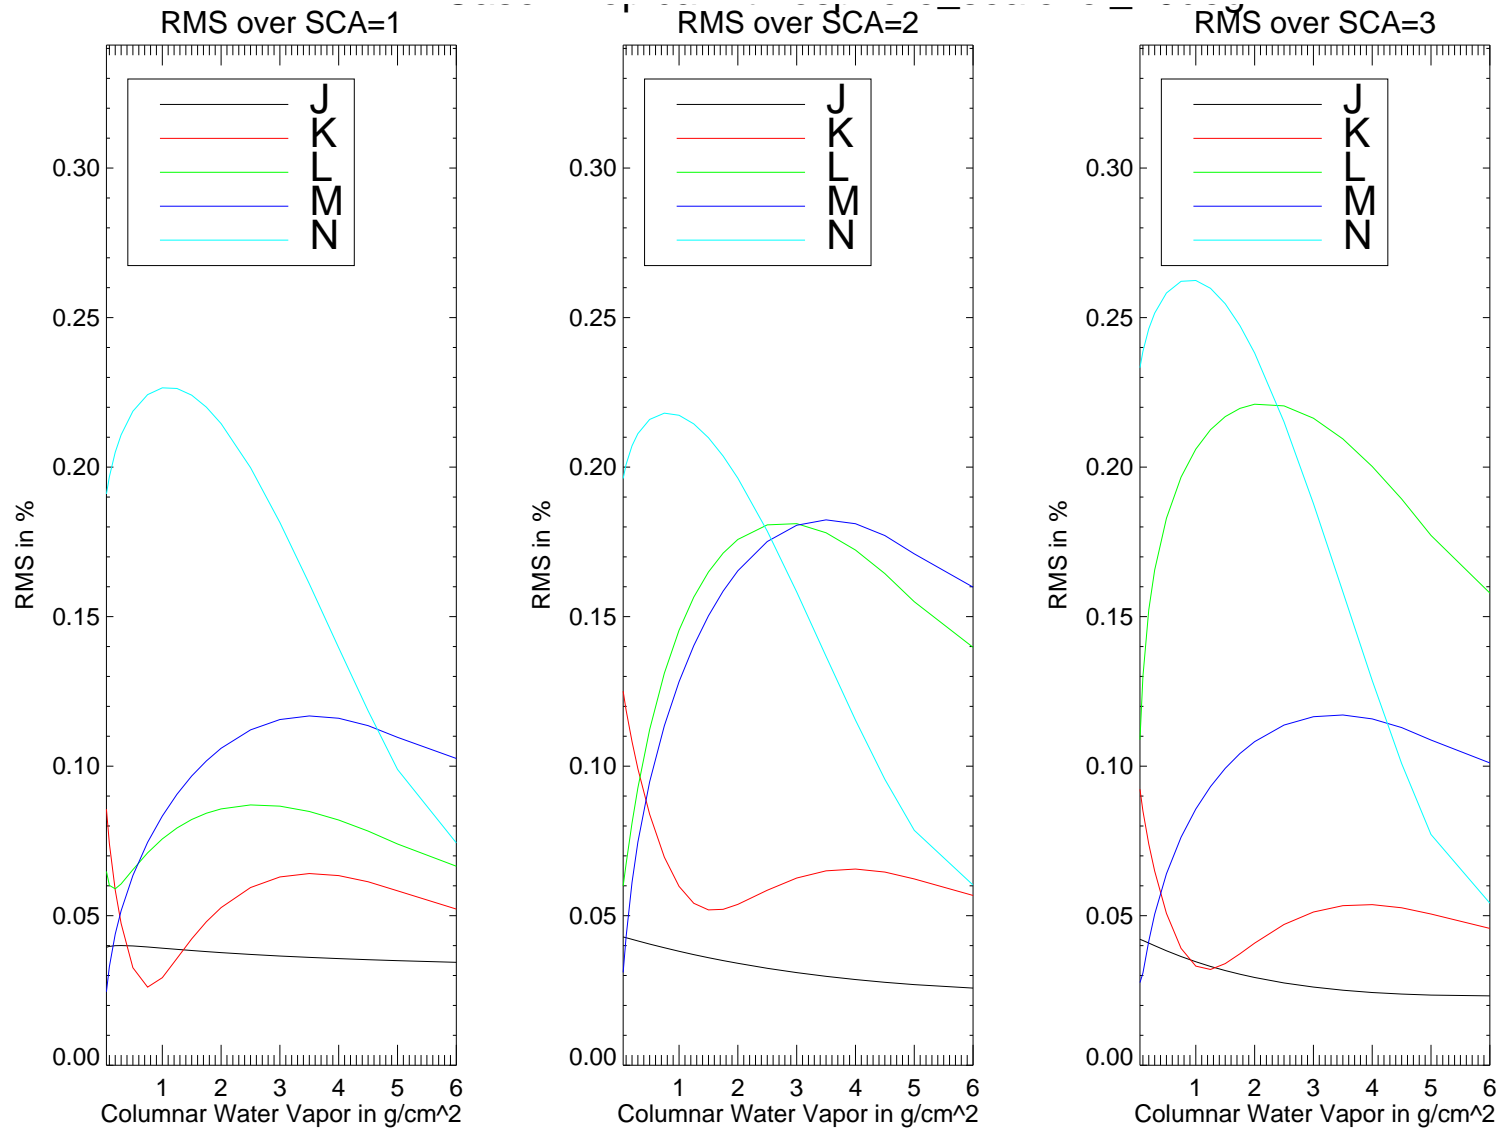 RMS over SCA=1
J
K
L
M
N
0.30
0.25
0.20
0.15
0.10
0.05
0.00
RMS in %
1 2 3 4 5 6
Columnar Water Vapor in g/cm^2
RMS over SCA=2
J
K
L
M
N
0.30
0.25
0.20
0.15
0.10
0.05
0.00
RMS in %
1 2 3 4 5 6
Columnar Water Vapor in g/cm^2
RMS over SCA=3
J
K
L
M
N
0.30
0.25
0.20
0.15
0.10
0.05
0.00
RMS in %
1 2 3 4 5 6
Columnar Water Vapor in g/cm^2